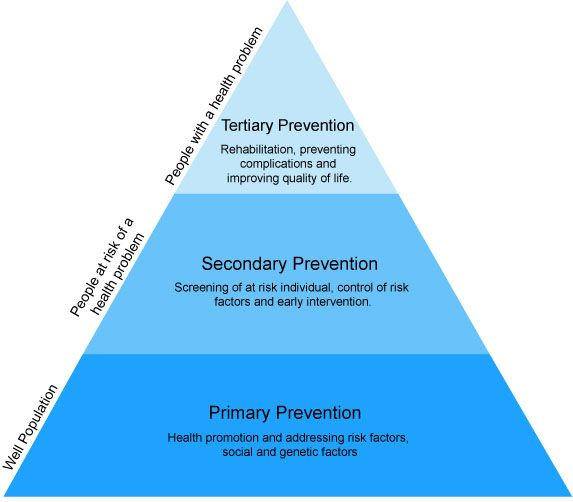 People with a health problem
Tertiary Prevention
Rehabilitation, preventing
complications and
improving quality of life.
People at risk of a
health problem
Secondary Prevention
Screening of at risk individual, control of risk
factors and early intervention.
Well Population
Primary Prevention
Health promotion and addressing risk factors,
social and genetic factors